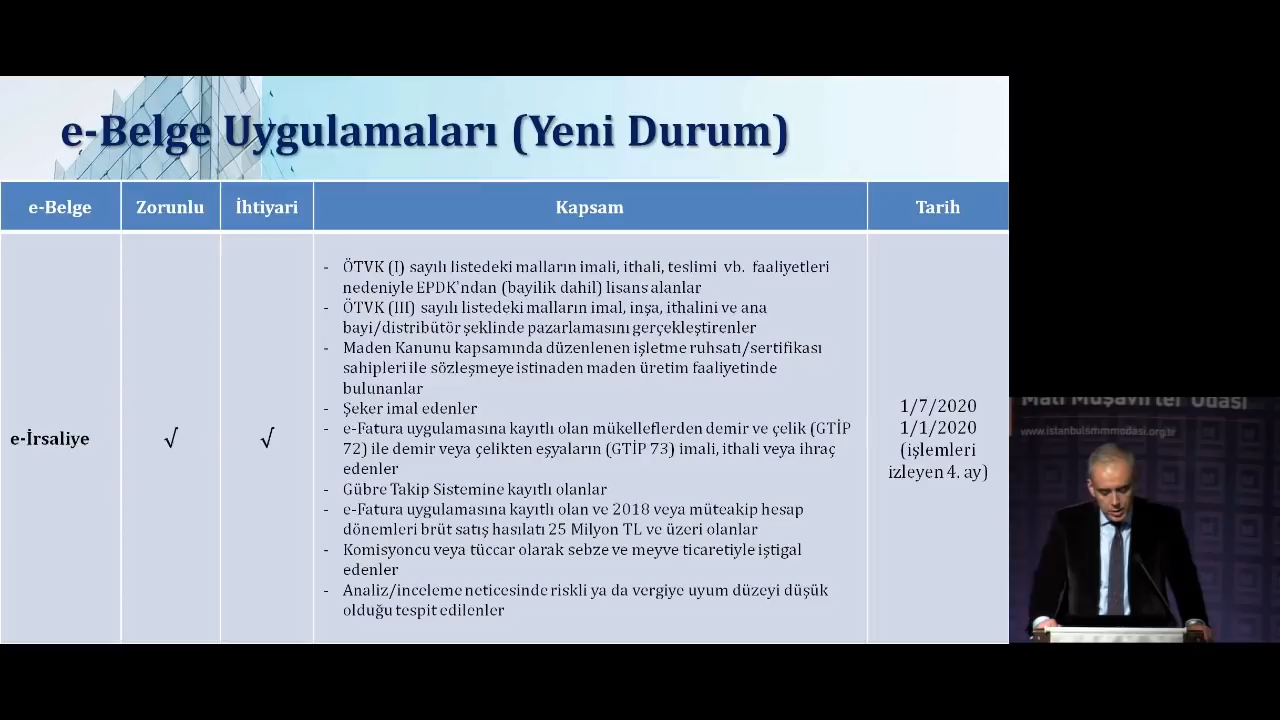 e-Belge Uygulamaları (Yeni Durum)
e-Belge
Zorunlu
İhtiyari
Kapsam
Tarih
e-İrsaliye
√
√
- ÖTVK (I) sayılı listedeki malların imali, ithali, teslimi vb. faaliyetleri
nedeniyle EPDK'ndan (bayilik dahil) lisans alanlar
- ÖTVK (III) sayılı listedeki malların imal, inşa, ithalini ve ana
bayi/distribütör şeklinde pazarlamasını gerçekleştirenler
- Maden Kanunu kapsamında düzenlenen işletme ruhsatı/sertifikası
sahipleri ile sözleşmeye istinaden maden üretim faaliyetinde
bulunanlar
- Şeker imal edenler
- e-Fatura uygulamasına kayıtlı olan mükelleflerden demir ve çelik (GTİP
72) ile demir veya çelikten eşyaların (GTİP 73) imali, ithali veya ihraç
edenler
- Gübre Takip Sistemine kayıtlı olanlar
- e-Fatura uygulamasına kayıtlı olan ve 2018 veya müteakip hesap
dönemleri brüt satış hasılatı 25 Milyon TL ve üzeri olanlar
- Komisyoncu veya tüccar olarak sebze ve meyve ticaretiyle iştigal
edenler
- Analiz/inceleme neticesinde riskli ya da vergiye uyum düzeyi düşük
olduğu tespit edilenler
1/7/2020
1/1/2020
(işlemleri
izleyen 4. ay)
Mali Müşavirler Odası
www.istanbulsmmmodasi.org.tr